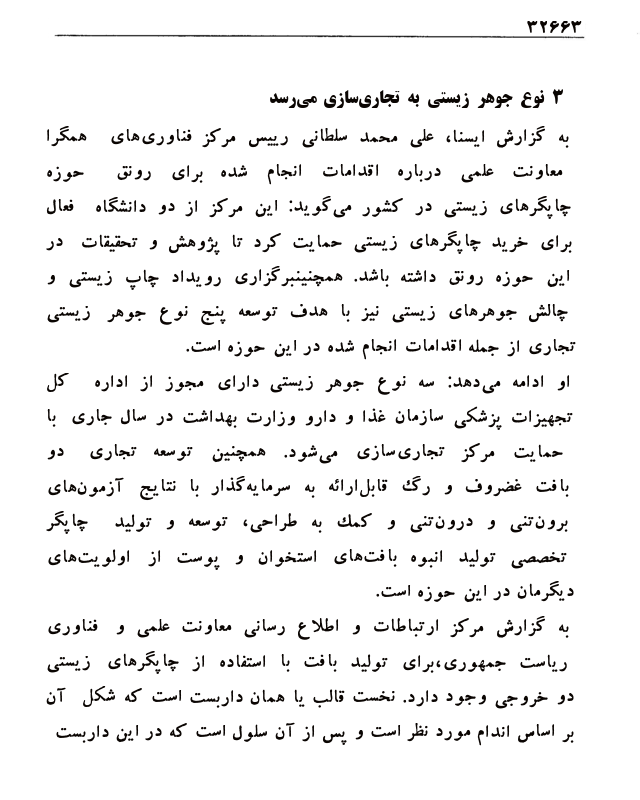 ۳۲۶۶۳
۳ نوع جوهر زیستی به تجاری‌سازی می‌رسد
به گزارش ایسنا، علی محمد سلطانی رییس مرکز فناوری‌های همگرا
معاونت علمی درباره اقدامات انجام شده برای رونق حوزه
چاپگرهای زیستی در کشور می‌گوید: این مرکز از دو دانشگاه فعال
برای خرید چاپگرهای زیستی حمایت کرد تا پژوهش و تحقیقات در
این حوزه رونق داشته باشد. همچنینبرگزاری رویداد چاپ زیستی و
چالش جوهرهای زیستی نیز با هدف توسعه پنج نوع جوهر زیستی
تجاری از جمله اقدامات انجام شده در این حوزه است.
او ادامه می‌دهد: سه نوع جوهر زیستی دارای مجوز از اداره کل
تجهیزات پزشکی سازمان غذا و دارو وزارت بهداشت در سال جاری با
حمایت مرکز تجاری‌سازی می‌شود. همچنین توسعه تجاری دو
بافت غضروف و رگ قابل‌ارائه به سرمایه‌گذار با نتایج آزمون‌های
برون‌تنی و درون‌تنی و کمك به طراحی، توسعه و تولید چاپگر
تخصصی تولید انبوه بافت‌های استخوان و پوست از اولویت‌های
دیگرمان در این حوزه است.
به گزارش مرکز ارتباطات و اطلاع رسانی معاونت علمی و فناوری
ریاست جمهوری،برای تولید بافت با استفاده از چاپگرهای زیستی
دو خروجی وجود دارد. نخست قالب یا همان داربست است که شکل آن
بر اساس اندام مورد نظر است و پس از آن سلول است که در این داربست